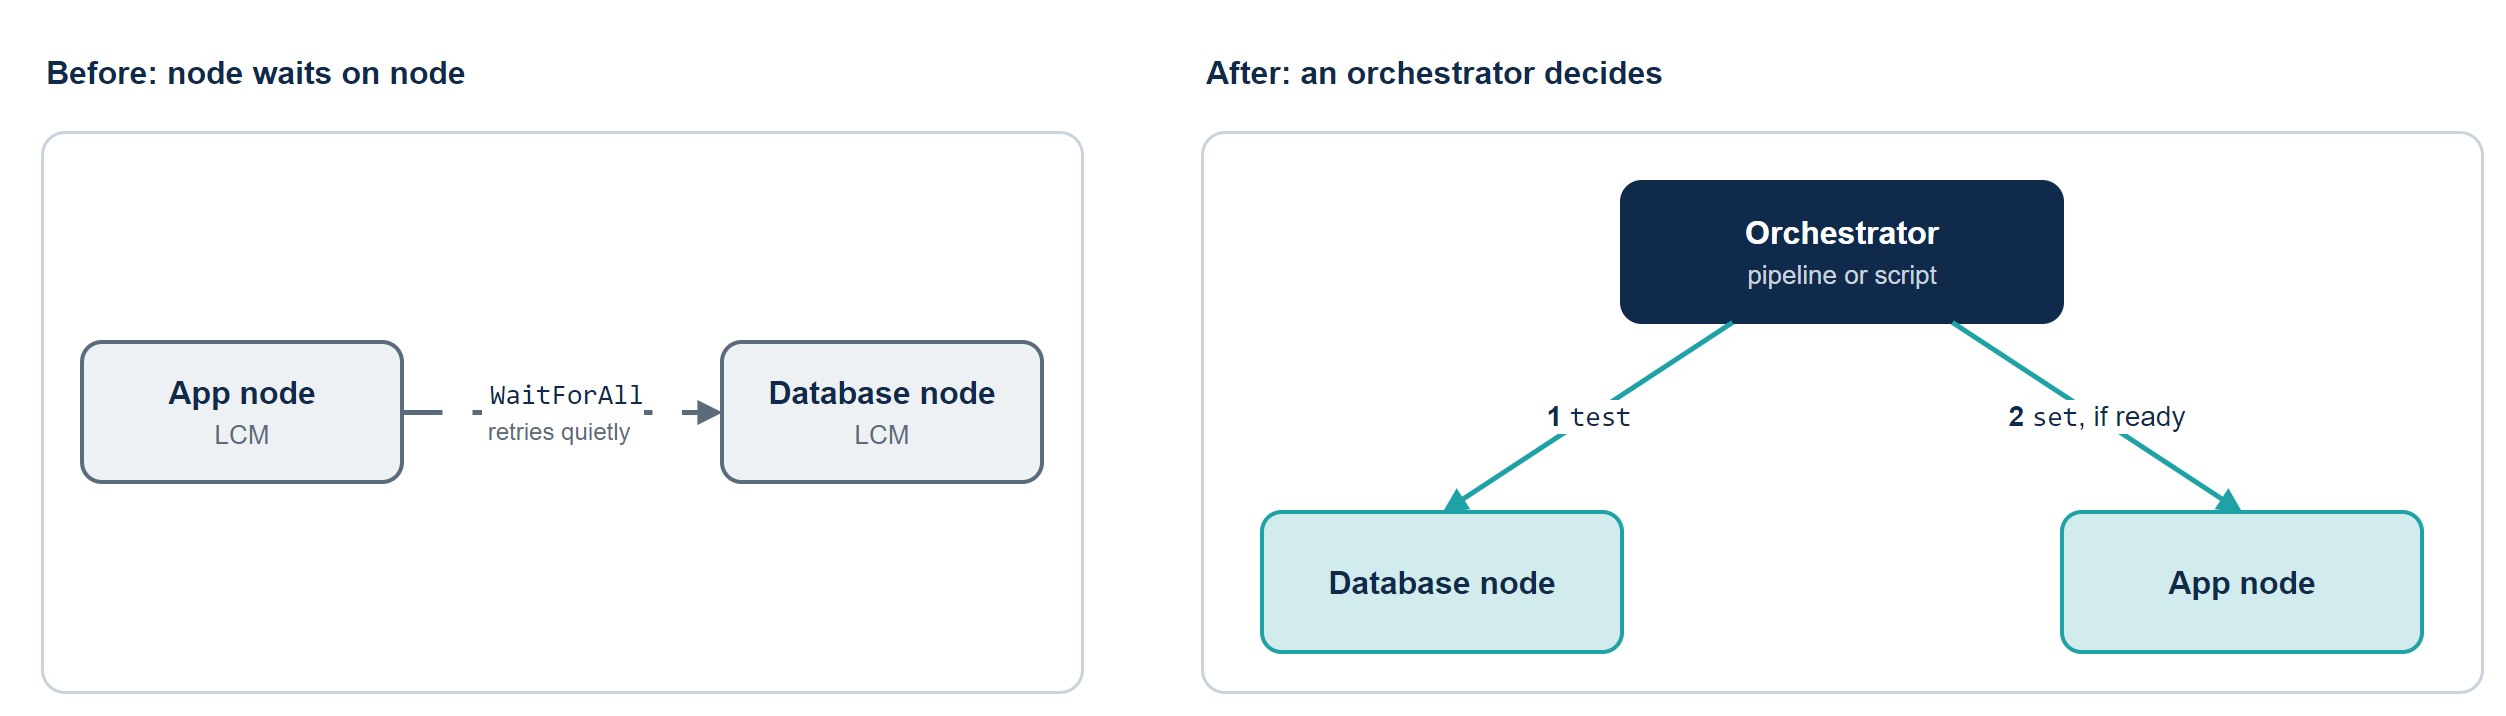 Before: node waits on node
App node
LCM
WaitForAll
retries quietly
Database node
LCM
After: an orchestrator decides
Orchestrator
pipeline or script
1 test
2 set, if ready
Database node
App node